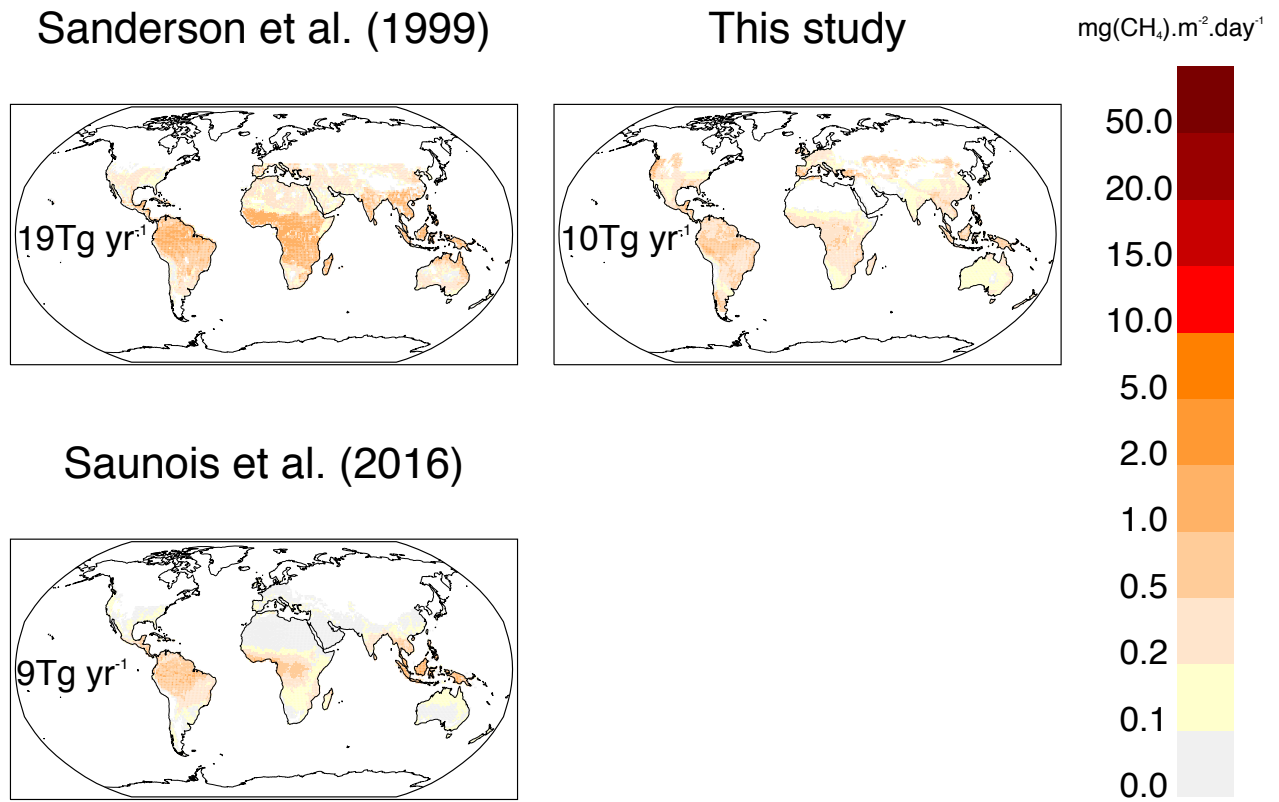 Sanderson et al. (1999)
This study
mg(CH₄).m⁻².day⁻¹
19Tg yr⁻¹
10Tg yr⁻¹
Saunois et al. (2016)
9Tg yr⁻¹
50.0
20.0
15.0
10.0
5.0
2.0
1.0
0.5
0.2
0.1
0.0